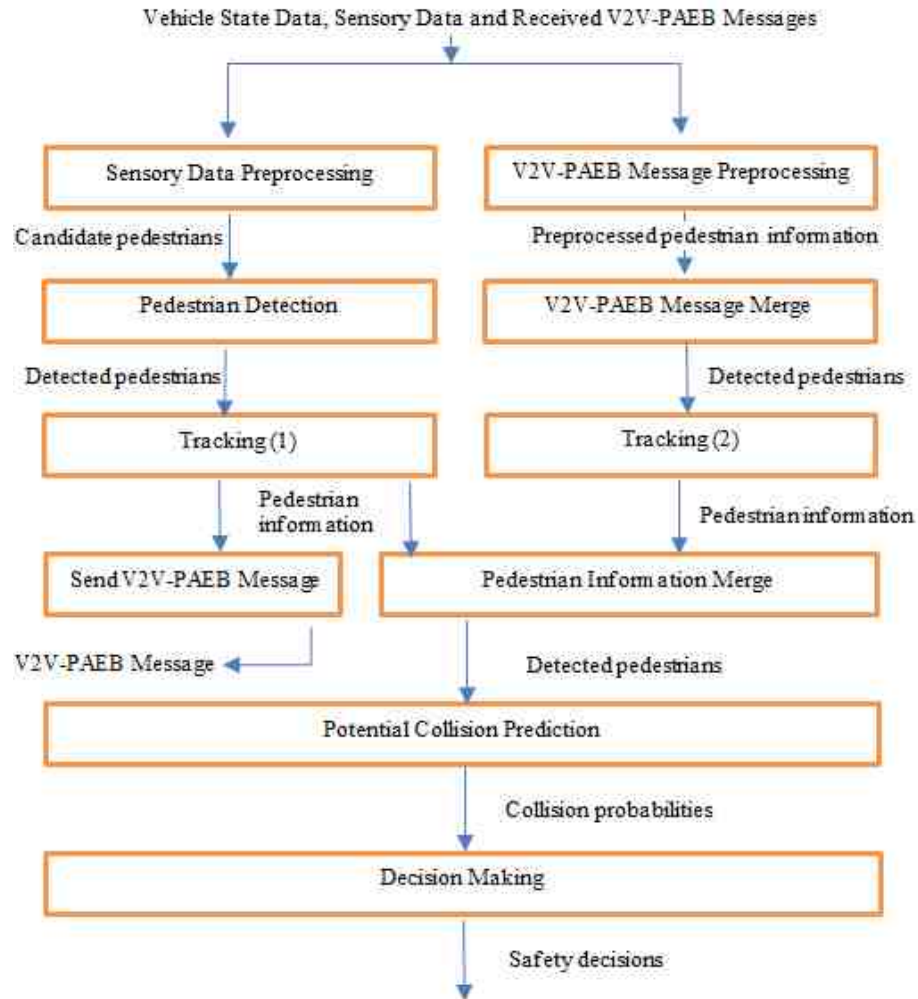 Vehicle State Data, Sensory Data and Received V2V-PAEB Messages
Sensory Data Preprocessing
V2V-PAEB Message Preprocessing
Candidate pedestrians
Preprocessed pedestrian information
Pedestrian Detection
V2V-PAEB Message Merge
Detected pedestrians
Detected pedestrians
Tracking (1)
Tracking (2)
Pedestrian
information
Pedestrian information
Send V2V-PAEB Message
Pedestrian Information Merge
V2V-PAEB Message
Detected pedestrians
Potential Collision Prediction
Collision probabilities
Decision Making
Safety decisions